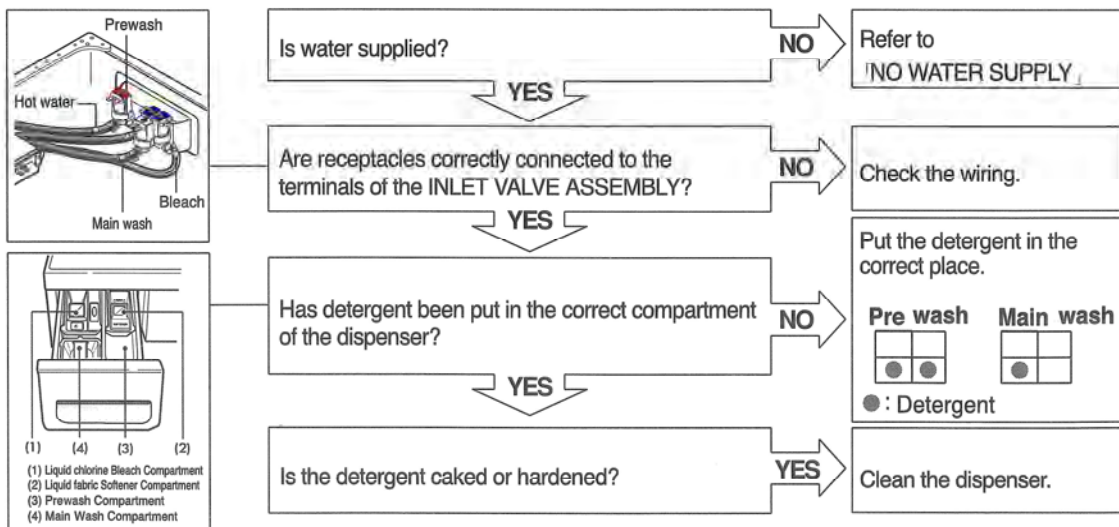 Prewash
Hot water
Bleach
Main wash
Is water supplied?
NO
Refer to
「NO WATER SUPPLY」
YES
Are receptacles correctly connected to the
terminals of the INLET VALVE ASSEMBLY?
NO
Check the wiring.
YES
Has detergent been put in the correct compartment
of the dispenser?
NO
Put the detergent in the
correct place.
Pre wash Main wash
: Detergent
YES
(1) (4) (3) (2)
(1) Liquid chlorine Bleach Compartment
(2) Liquid fabric Softener Compartment
(3) Prewash Compartment
(4) Main Wash Compartment
Is the detergent caked or hardened?
YES
Clean the dispenser.